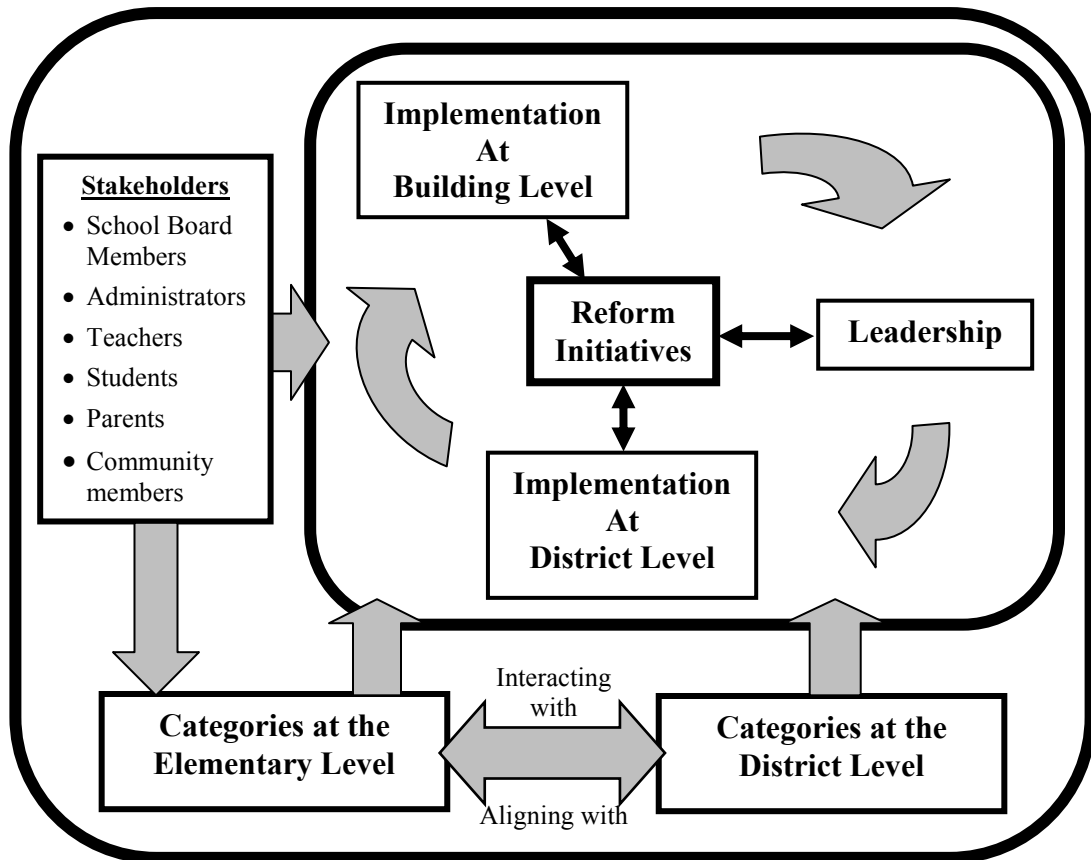 Implementation
At
Building Level
Stakeholders
• School Board
Members
• Administrators
• Teachers
• Students
• Parents
• Community
members
Reform
Initiatives
Leadership
Implementation
At
District Level
Interacting
with
Categories at the
Elementary Level
Categories at the
District Level
Aligning with